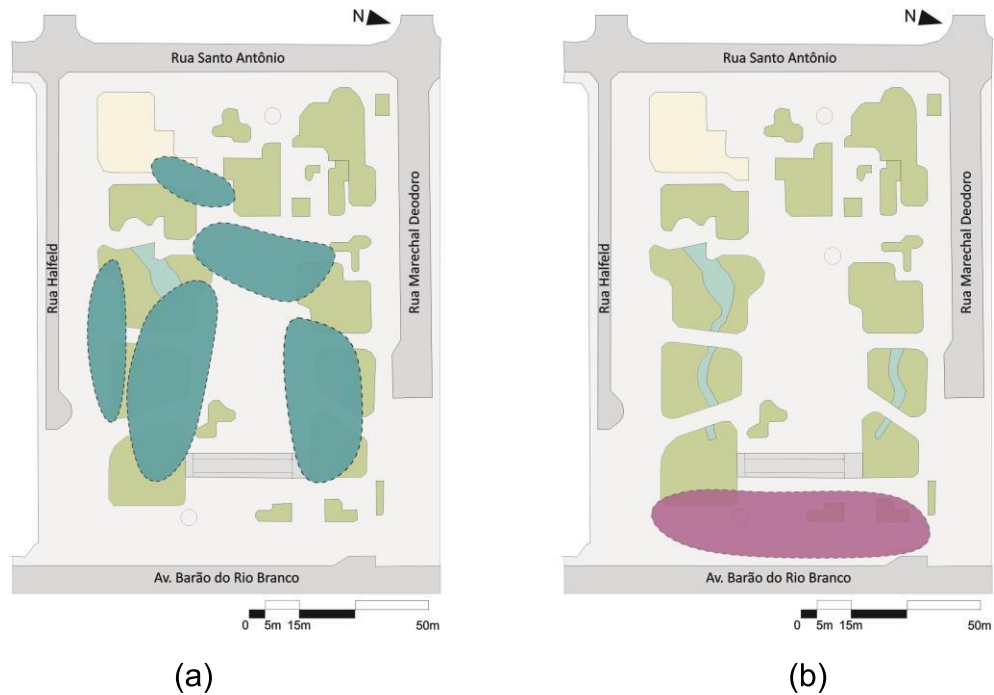 N
Rua Santo Antônio
Rua Halfeld
Rua Marechal Deodoro
Av. Barão do Rio Branco
0 5m 15m 50m
(a)
N
Rua Santo Antônio
Rua Halfeld
Rua Marechal Deodoro
Av. Barão do Rio Branco
0 5m 15m 50m
(b)